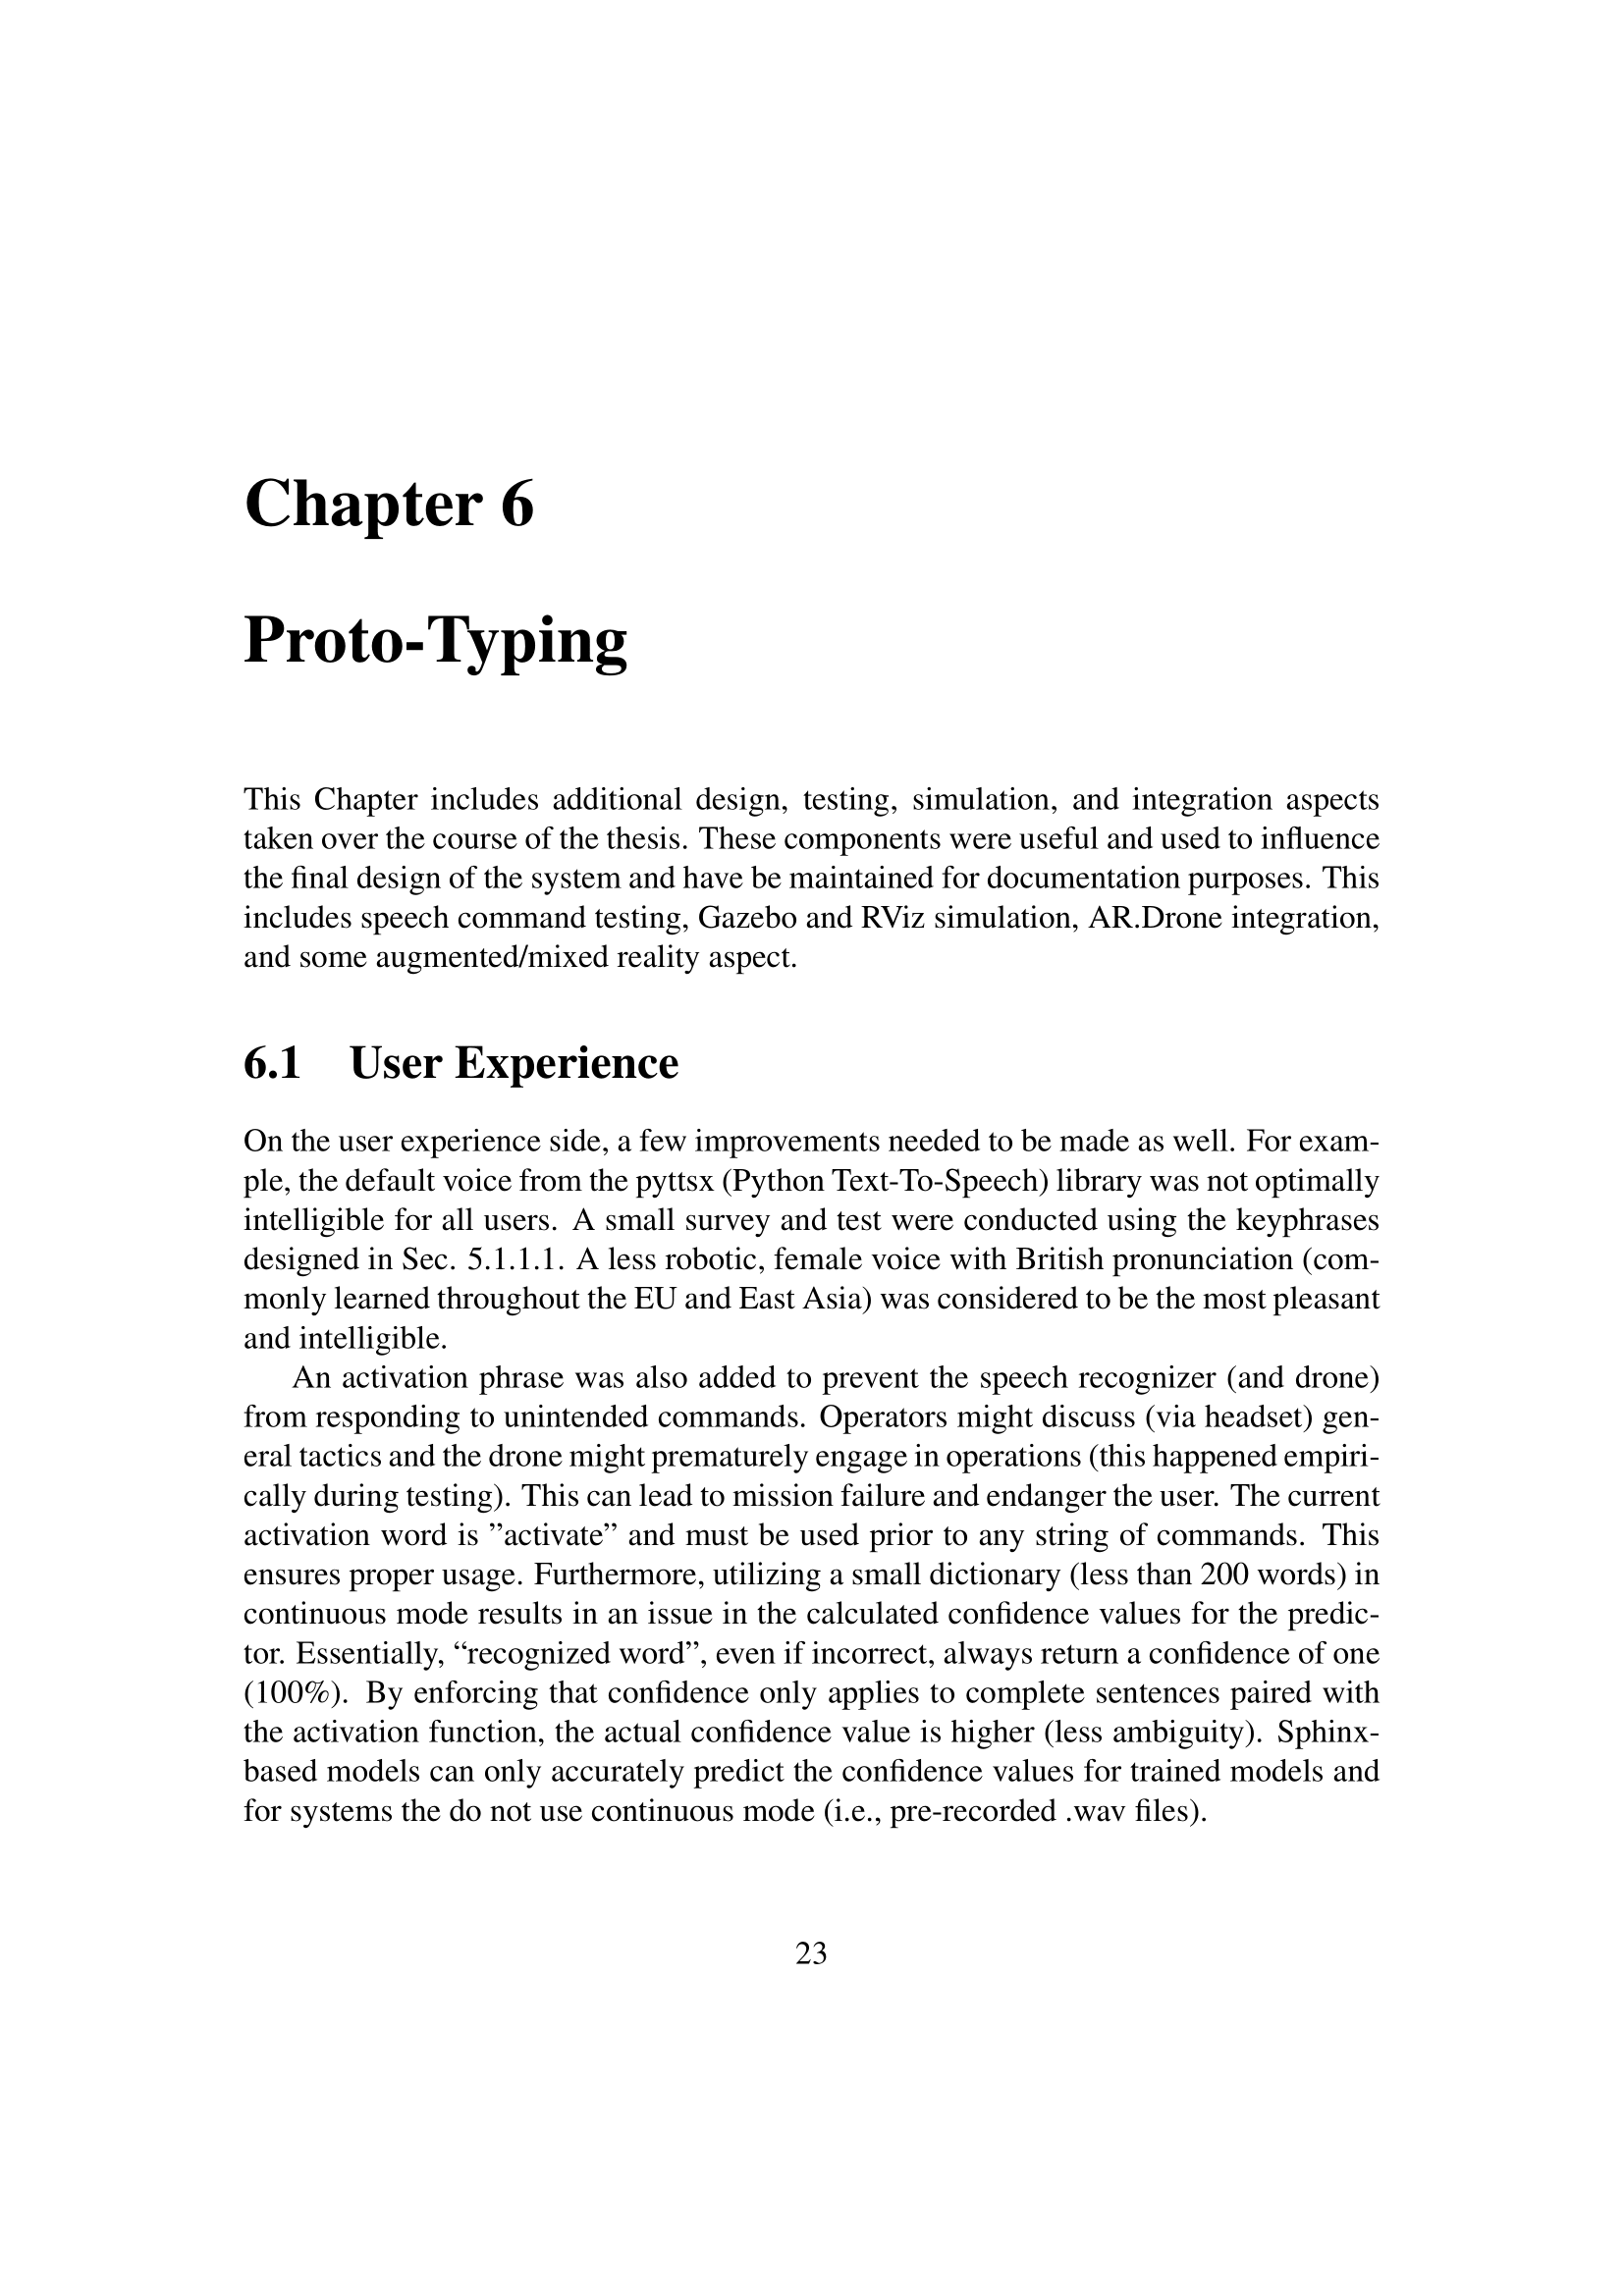 Chapter 6
Proto-Typing
This Chapter includes additional design, testing, simulation, and integration aspects
taken over the course of the thesis. These components were useful and used to influence
the final design of the system and have be maintained for documentation purposes. This
includes speech command testing, Gazebo and RViz simulation, AR.Drone integration,
and some augmented/mixed reality aspect.
6.1 User Experience
On the user experience side, a few improvements needed to be made as well. For exam-
ple, the default voice from the pyttsx (Python Text-To-Speech) library was not optimally
intelligible for all users. A small survey and test were conducted using the keyphrases
designed in Sec. 5.1.1.1. A less robotic, female voice with British pronunciation (com-
monly learned throughout the EU and East Asia) was considered to be the most pleasant
and intelligible.
An activation phrase was also added to prevent the speech recognizer (and drone)
from responding to unintended commands. Operators might discuss (via headset) gen-
eral tactics and the drone might prematurely engage in operations (this happened empiri-
cally during testing). This can lead to mission failure and endanger the user. The current
activation word is ”activate” and must be used prior to any string of commands. This
ensures proper usage. Furthermore, utilizing a small dictionary (less than 200 words) in
continuous mode results in an issue in the calculated confidence values for the predic-
tor. Essentially, “recognized word”, even if incorrect, always return a confidence of one
(100%). By enforcing that confidence only applies to complete sentences paired with
the activation function, the actual confidence value is higher (less ambiguity). Sphinx-
based models can only accurately predict the confidence values for trained models and
for systems the do not use continuous mode (i.e., pre-recorded .wav files).
23